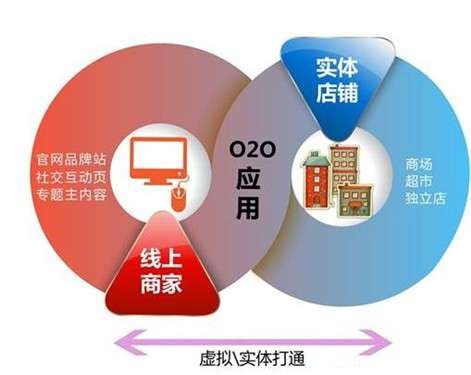 实体
店铺
O2O
应
用
官网品牌站
社交互动页
专题主内容
商场
超市
独立店
线上
商家
虚拟\实体打通